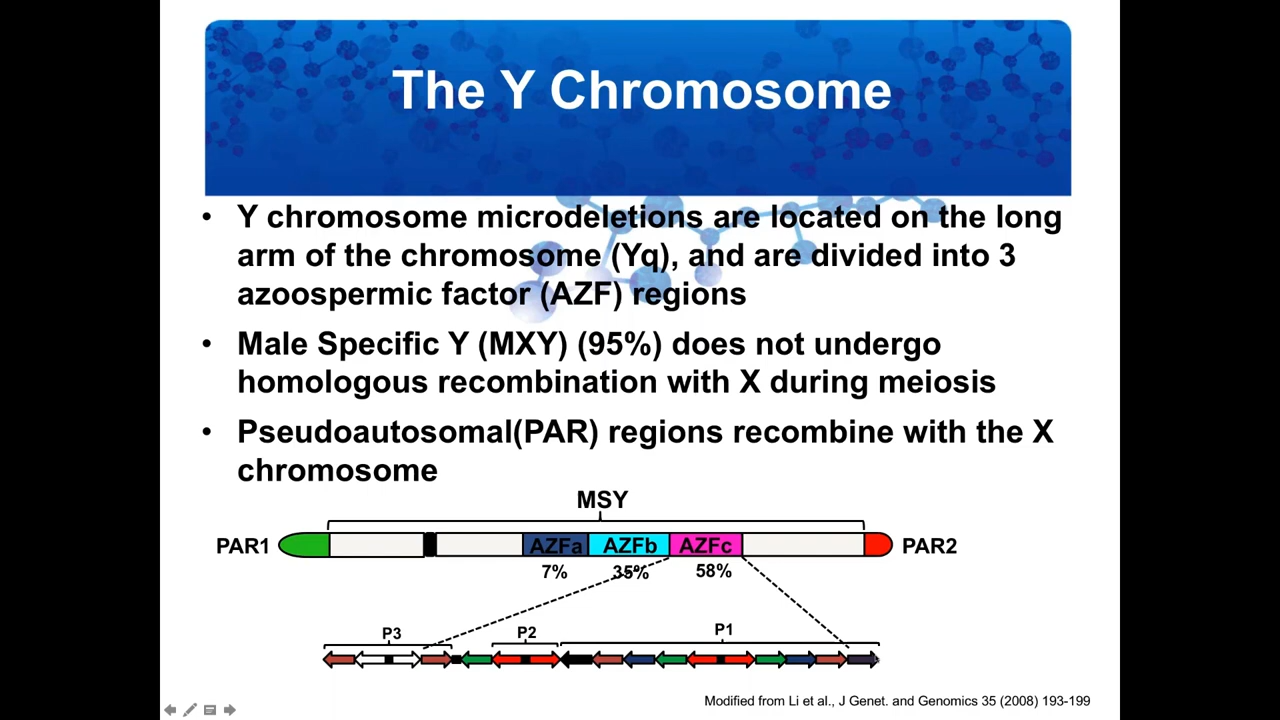 The Y Chromosome
• Y chromosome microdeletions are located on the long
arm of the chromosome (Yq), and are divided into 3
azoospermic factor (AZF) regions
• Male Specific Y (MXY) (95%) does not undergo
homologous recombination with X during meiosis
• Pseudoautosomal(PAR) regions recombine with the X
chromosome
MSY
PAR1 AZFa AZFb AZFc PAR2
7% 35% 58%
P3 P2 P1
Modified from Li et al., J Genet. and Genomics 35 (2008) 193-199